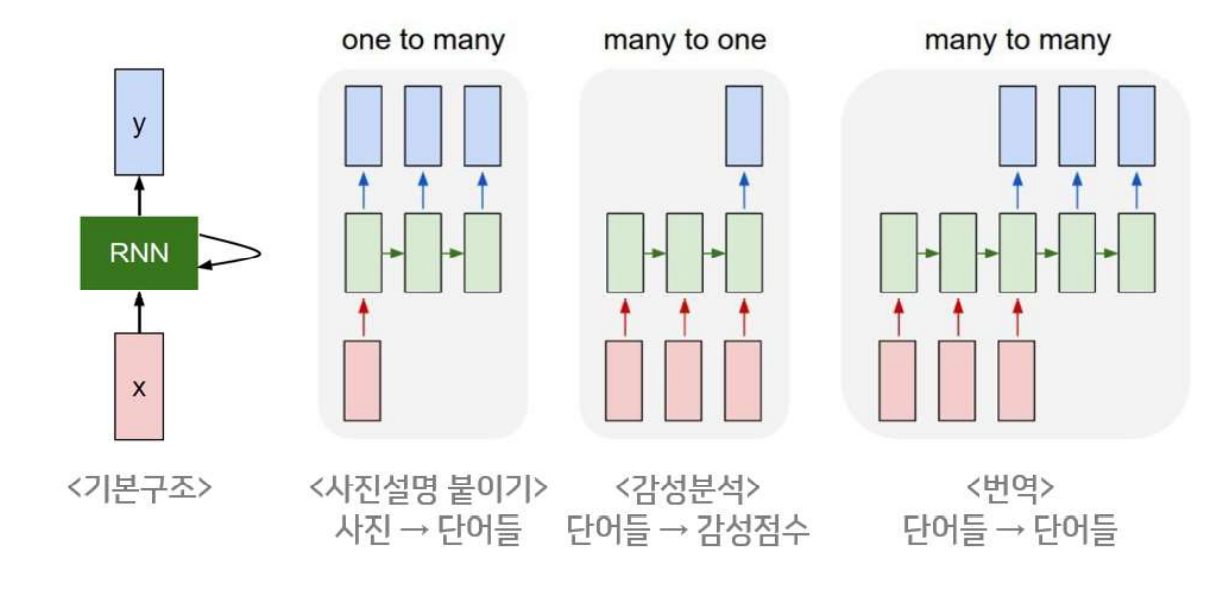 one to many
many to one
many to many
y
RNN
x
<기본구조>
<사진설명 붙이기>
사진 → 단어들
<감성분석>
단어들 → 감성점수
<번역>
단어들 → 단어들